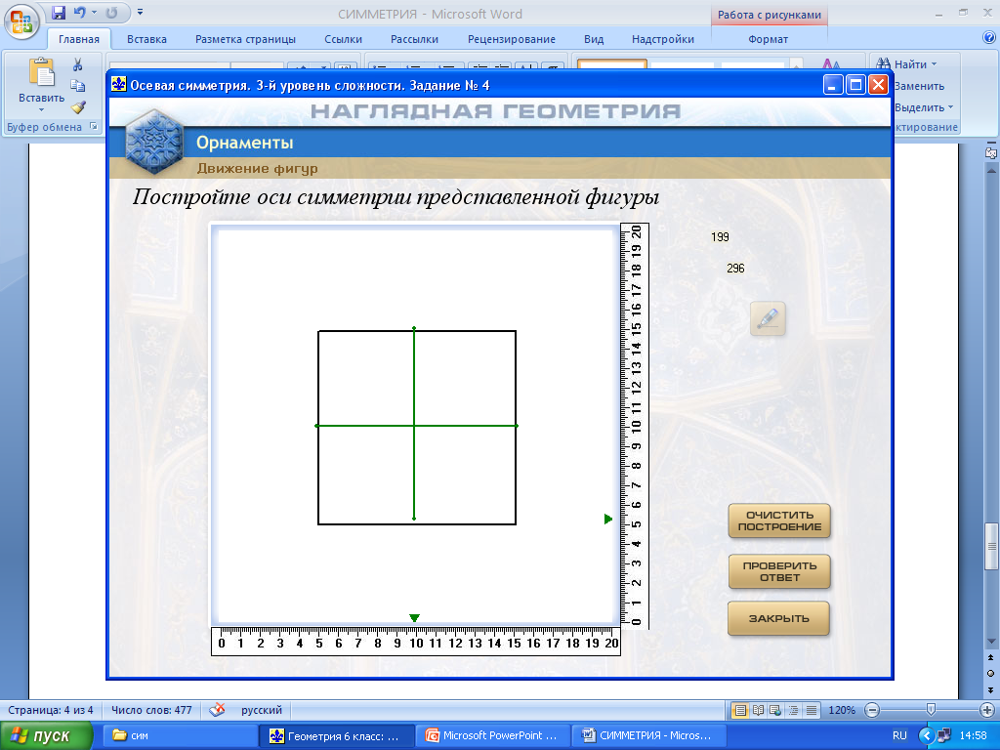 СИММЕТРИЯ - Microsoft Word
Работа с рисунками
Главная
Вставка
Разметка страницы
Ссылки
Рассылки
Рецензирование
Вид
Надстройки
Формат
Вставить
Буфер обмена
Найти
Заменить
Выделить
ктирование
Осевая симметрия. 3-й уровень сложности. Задание № 4
НАГЛЯДНАЯ ГЕОМЕТРИЯ
Орнаменты
Движение фигур
Постройте оси симметрии представленной фигуры
199
296
20
19
18
17
16
15
14
13
12
11
10
9
8
7
6
5
4
3
2
1
0
0 1 2 3 4 5 6 7 8 9 10 11 12 13 14 15 16 17 18 19 20
ОЧИСТИТЬ
ПОСТРОЕНИЕ
ПРОВЕРИТЬ
ОТВЕТ
ЗАКРЫТЬ
Страница: 4 из 4
Число слов: 477
русский
120%
пуск
сим
Геометрия 6 класс: ...
Microsoft PowerPoint ...
СИММЕТРИЯ - Micros...
RU
14:58